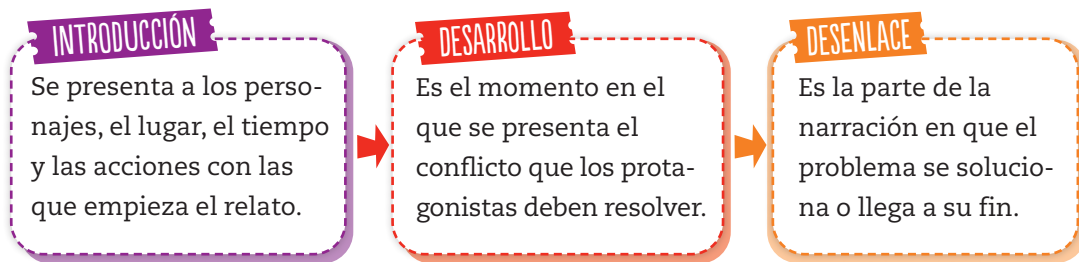 INTRODUCCIÓN
Se presenta a los perso-
najes, el lugar, el tiempo
y las acciones con las
que empieza el relato.
DESARROLLO
Es el momento en el
que se presenta el
conflicto que los prota-
gonistas deben resolver.
DESENLACE
Es la parte de la
narración en que el
problema se solucio-
na o llega a su fin.